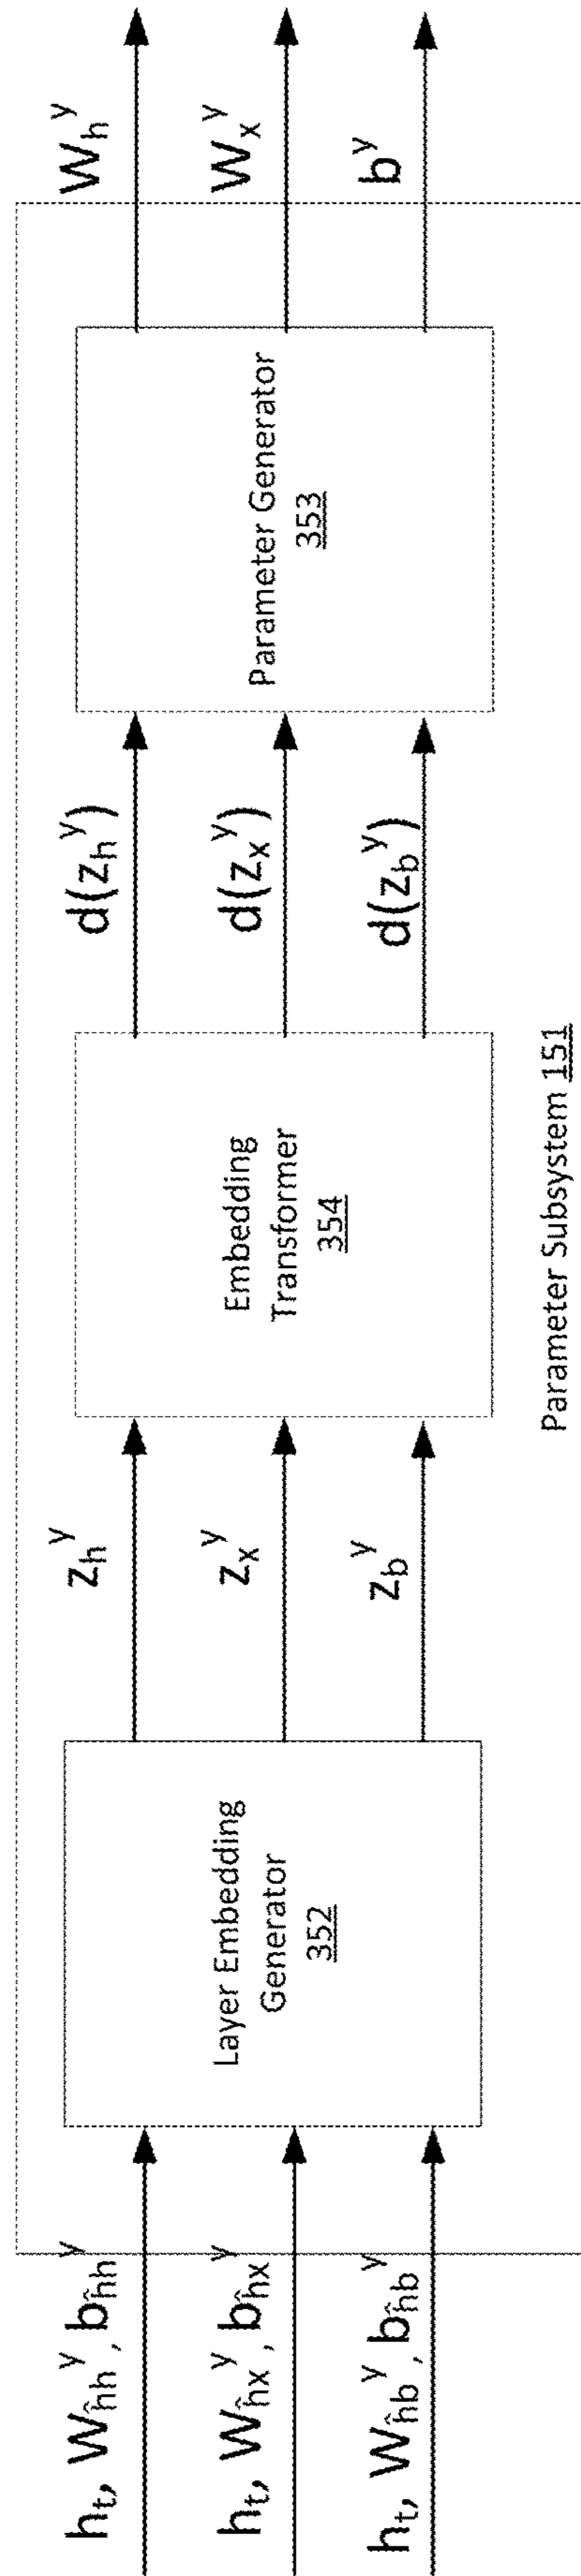 h_t, W_ĥh^y, b_ĥh^y
h_t, W_ĥx^y, b_ĥx^y
h_t, W_ĥb^y, b_ĥb^y
Layer Embedding
Generator
352
z_h^y
z_x^y
z_b^y
Embedding
Transformer
354
d(z_h^y)
d(z_x^y)
d(z_b^y)
Parameter Generator
353
W_h^y
W_x^y
b^y
Parameter Subsystem 151